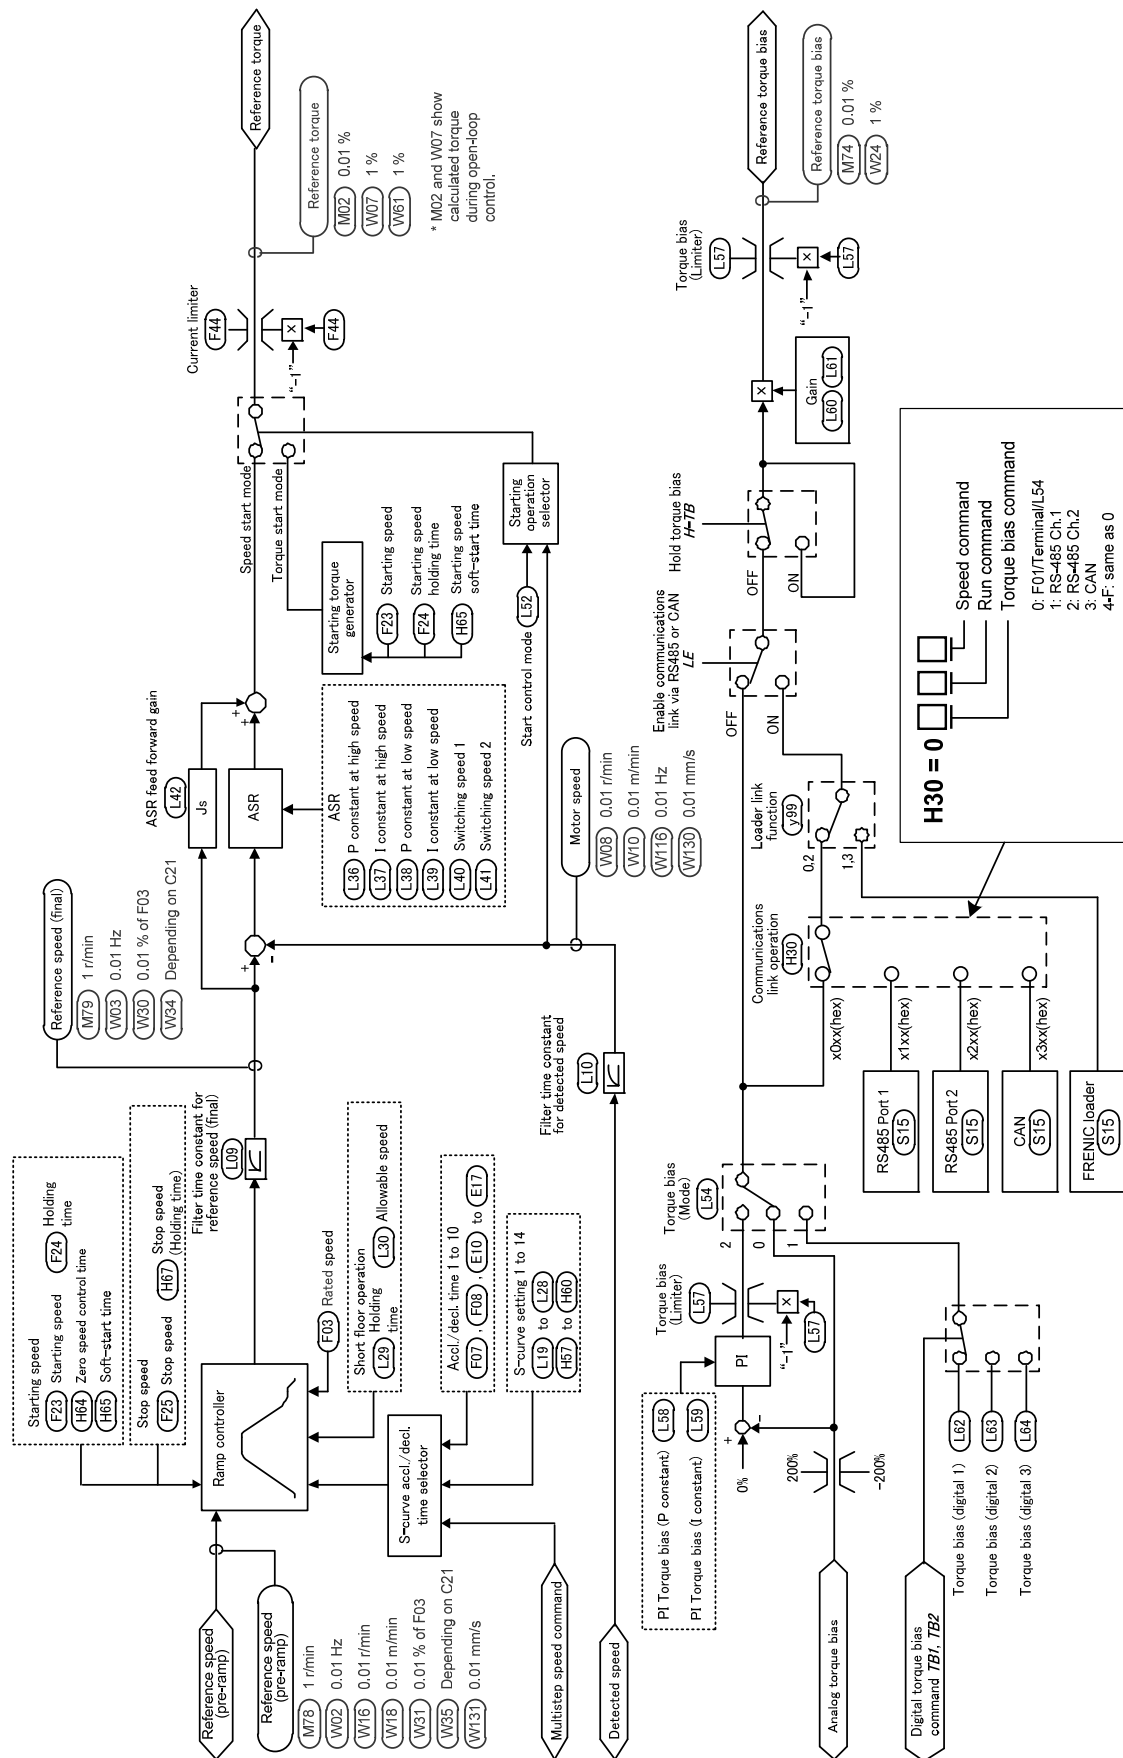 Reference speed
(pre-ramp)
Reference speed
(pre-ramp)
M78 1 r/min
W02 0.01 Hz
W16 0.01 r/min
W18 0.01 m/min
W31 0.01 % of F03
W35 Depending on C21
W131 0.01 mm/s
Multistep speed command
Detected speed
Starting speed
F23 Starting speed
F24 Holding
time
H64 Zero speed control time
H65 Soft-start time
Stop speed
F25 Stop speed
H67 Stop speed
(Holding time)
Ramp controller
F03 Rated speed
Short floor operation
L29 Holding
time
L30 Allowable speed
S-curve accl./decl.
time selector
Accl./decl. time 1 to 10
F07 , F08 , E10 to E17
S-curve setting 1 to 14
L19 to L28
H57 to H60
Filter time constant for
reference speed (final)
L09
Filter time constant
for detected speed
L10
Reference speed (final)
M79 1 r/min
W03 0.01 Hz
W30 0.01 % of F03
W34 Depending on C21
+
-
ASR feed forward gain
L42
Js
ASR
+
+
ASR
L36 P constant at high speed
L37 I constant at high speed
L38 P constant at low speed
L39 I constant at low speed
L40 Switching speed 1
L41 Switching speed 2
Motor speed
W08 0.01 r/min
W10 0.01 m/min
W116 0.01 Hz
W130 0.01 mm/s
Starting torque
generator
F23 Starting speed
F24 Starting speed
holding time
H65 Starting speed
soft-start time
Start control mode L52
Starting
operation
selector
Speed start mode
Torque start mode
Current limiter
F44
"-1"
×
F44
Reference torque
Reference torque
M02 0.01 %
W07 1 %
W61 1 %
* M02 and W07 show
calculated torque
during open-loop
control.
Analog torque bias
Digital torque bias
command TB1, TB2
200%
-200%
PI Torque bias (P constant) L58
PI Torque bias (I constant) L59
0%
+
-
PI
Torque bias
(Limiter)
L57
"-1"
×
L57
Torque bias (digital 1) L62
Torque bias (digital 2) L63
Torque bias (digital 3) L64
Torque bias
(Mode)
L54
2
0
1
RS485 Port 1
S15
RS485 Port 2
S15
CAN
S15
FRENIC loader
S15
x0xx(hex)
x1xx(hex)
x2xx(hex)
x3xx(hex)
Communications
link operation
H30
Loader link
function
y99
0,2
1,3
Enable communications
link via RS485 or CAN
LE
OFF
ON
Hold torque bias
H-TB
OFF
ON
×
Gain
L60 L61
Torque bias
(Limiter)
L57
"-1"
×
L57
Reference torque bias
Reference torque bias
M74 0.01 %
W24 1 %
H30 = 0
Speed command
Run command
Torque bias command
0: F01/Terminal/L54
1: RS-485 Ch.1
2: RS-485 Ch.2
3: CAN
4-F: same as 0